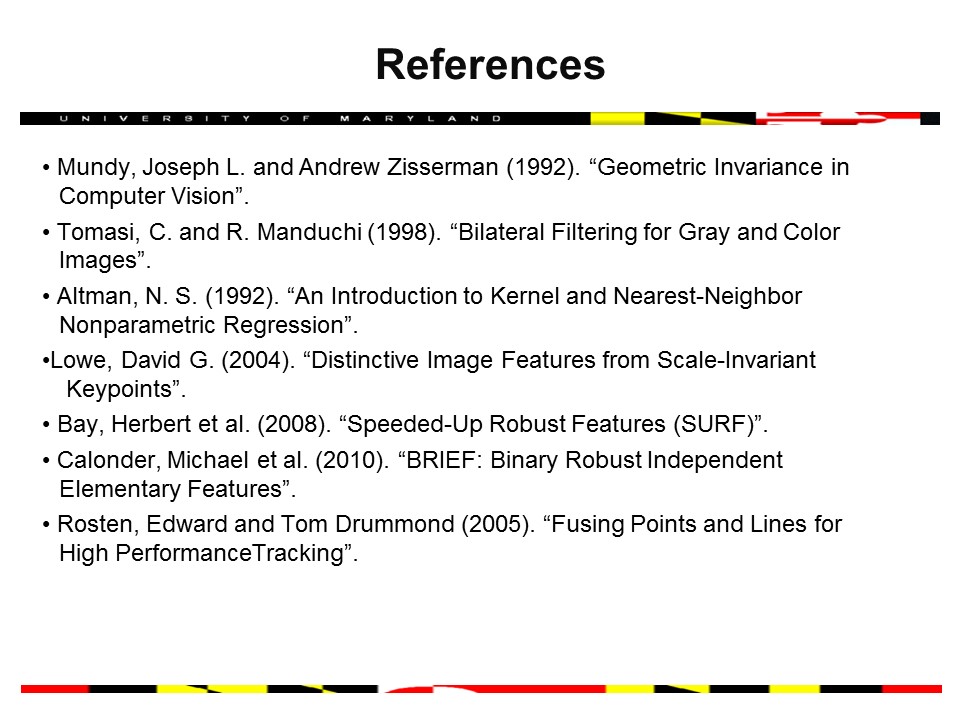 References
UNIVERSITY OF MARYLAND
• Mundy, Joseph L. and Andrew Zisserman (1992). “Geometric Invariance in
Computer Vision”.
• Tomasi, C. and R. Manduchi (1998). “Bilateral Filtering for Gray and Color
Images”.
• Altman, N. S. (1992). “An Introduction to Kernel and Nearest-Neighbor
Nonparametric Regression”.
•Lowe, David G. (2004). “Distinctive Image Features from Scale-Invariant
Keypoints”.
• Bay, Herbert et al. (2008). “Speeded-Up Robust Features (SURF)”.
• Calonder, Michael et al. (2010). “BRIEF: Binary Robust Independent
Elementary Features”.
• Rosten, Edward and Tom Drummond (2005). “Fusing Points and Lines for
High PerformanceTracking”.